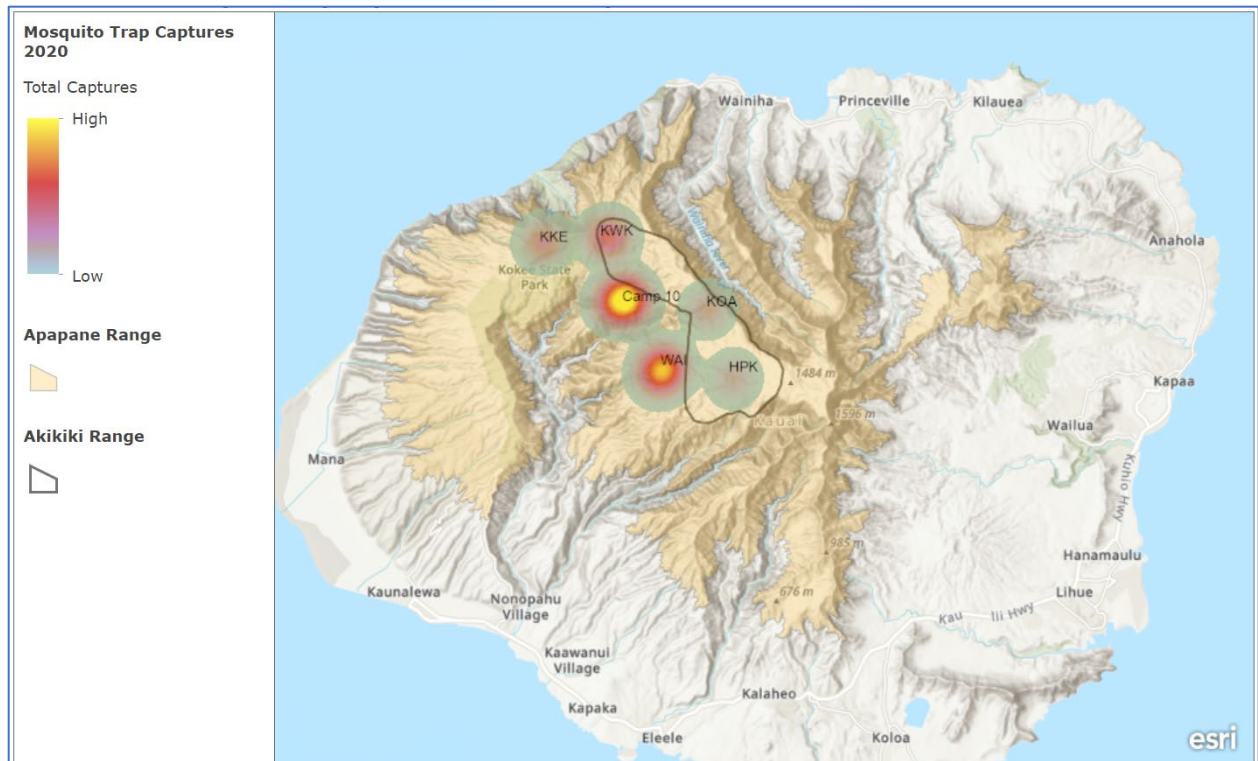 Mosquito Trap Captures
2020
Total Captures
High
Low
Apapane Range
Akikiki Range
Wainiha
Princeville
Kilauea
KKE
KWK
Kokee State
Park
Camp 10
KOA
Anahola
WAI
HPK
1484 m
Kapaa
1596 m
Kauai
Wailua
Mana
Kuhio Hwy
985 m
Hanamaulu
Kaunalewa
Nonopahu
Village
676 m
Lihue
Kau
lii Hwy
Kaawanui
Village
Kalaheo
Kapaka
Eleele
Koloa
esri